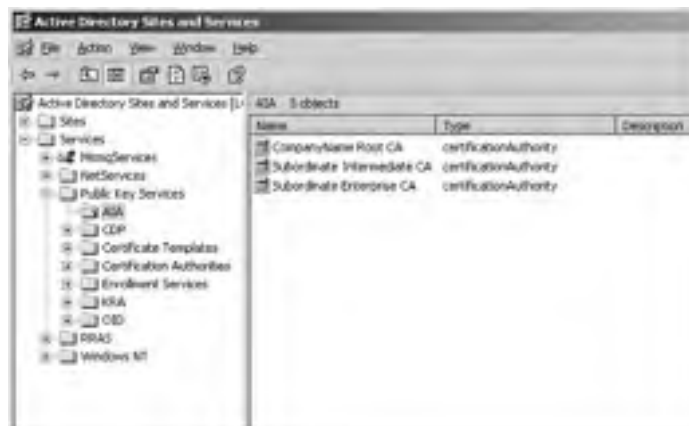 Active Directory Sites and Services
File Action View Window Help
Active Directory Sites and Services
Sites
Services
MsmqServices
NetServices
Public Key Services
AIA
CDP
Certificate Templates
Certification Authorities
Enrollment Services
KRA
OID
RRAS
Windows NT
AIA 3 objects
Name Type Description
CompanyName Root CA certificationAuthority
Subordinate Intermediate CA certificationAuthority
Subordinate Enterprise CA certificationAuthority